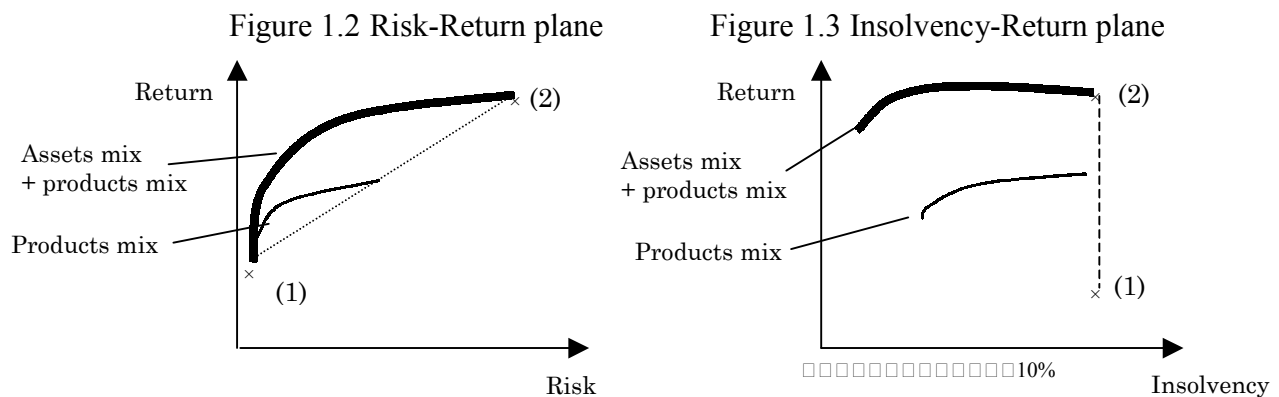 Figure 1.2 Risk-Return plane
Return
(2)
Assets mix
+ products mix
Products mix
(1)
Risk
Figure 1.3 Insolvency-Return plane
Return
(2)
Assets mix
+ products mix
Products mix
(1)
10%
Insolvency